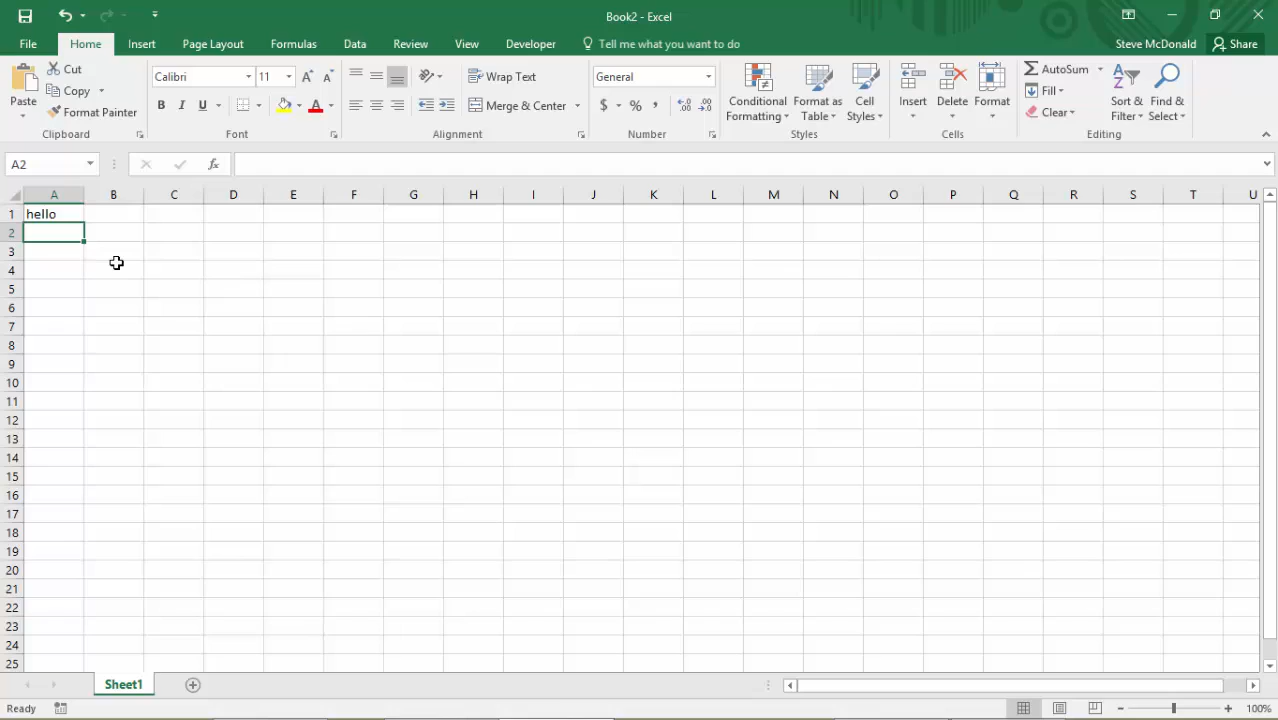 Book2 - Excel
File Home Insert Page Layout Formulas Data Review View Developer Tell me what you want to do Steve McDonald Share
Cut
Copy
Format Painter
Paste
Clipboard
Calibri 11
B I U
Font
Wrap Text
Merge & Center
Alignment
General
$ % ,
Number
Conditional Formatting
Format as Table
Cell Styles
Styles
Insert Delete Format
Cells
AutoSum
Fill
Clear
Sort & Filter
Find & Select
Editing
A2 fx
A B C D E F G H I J K L M N O P Q R S T U
1 hello
2
3
4
5
6
7
8
9
10
11
12
13
14
15
16
17
18
19
20
21
22
23
24
25
Sheet1
Ready 100%